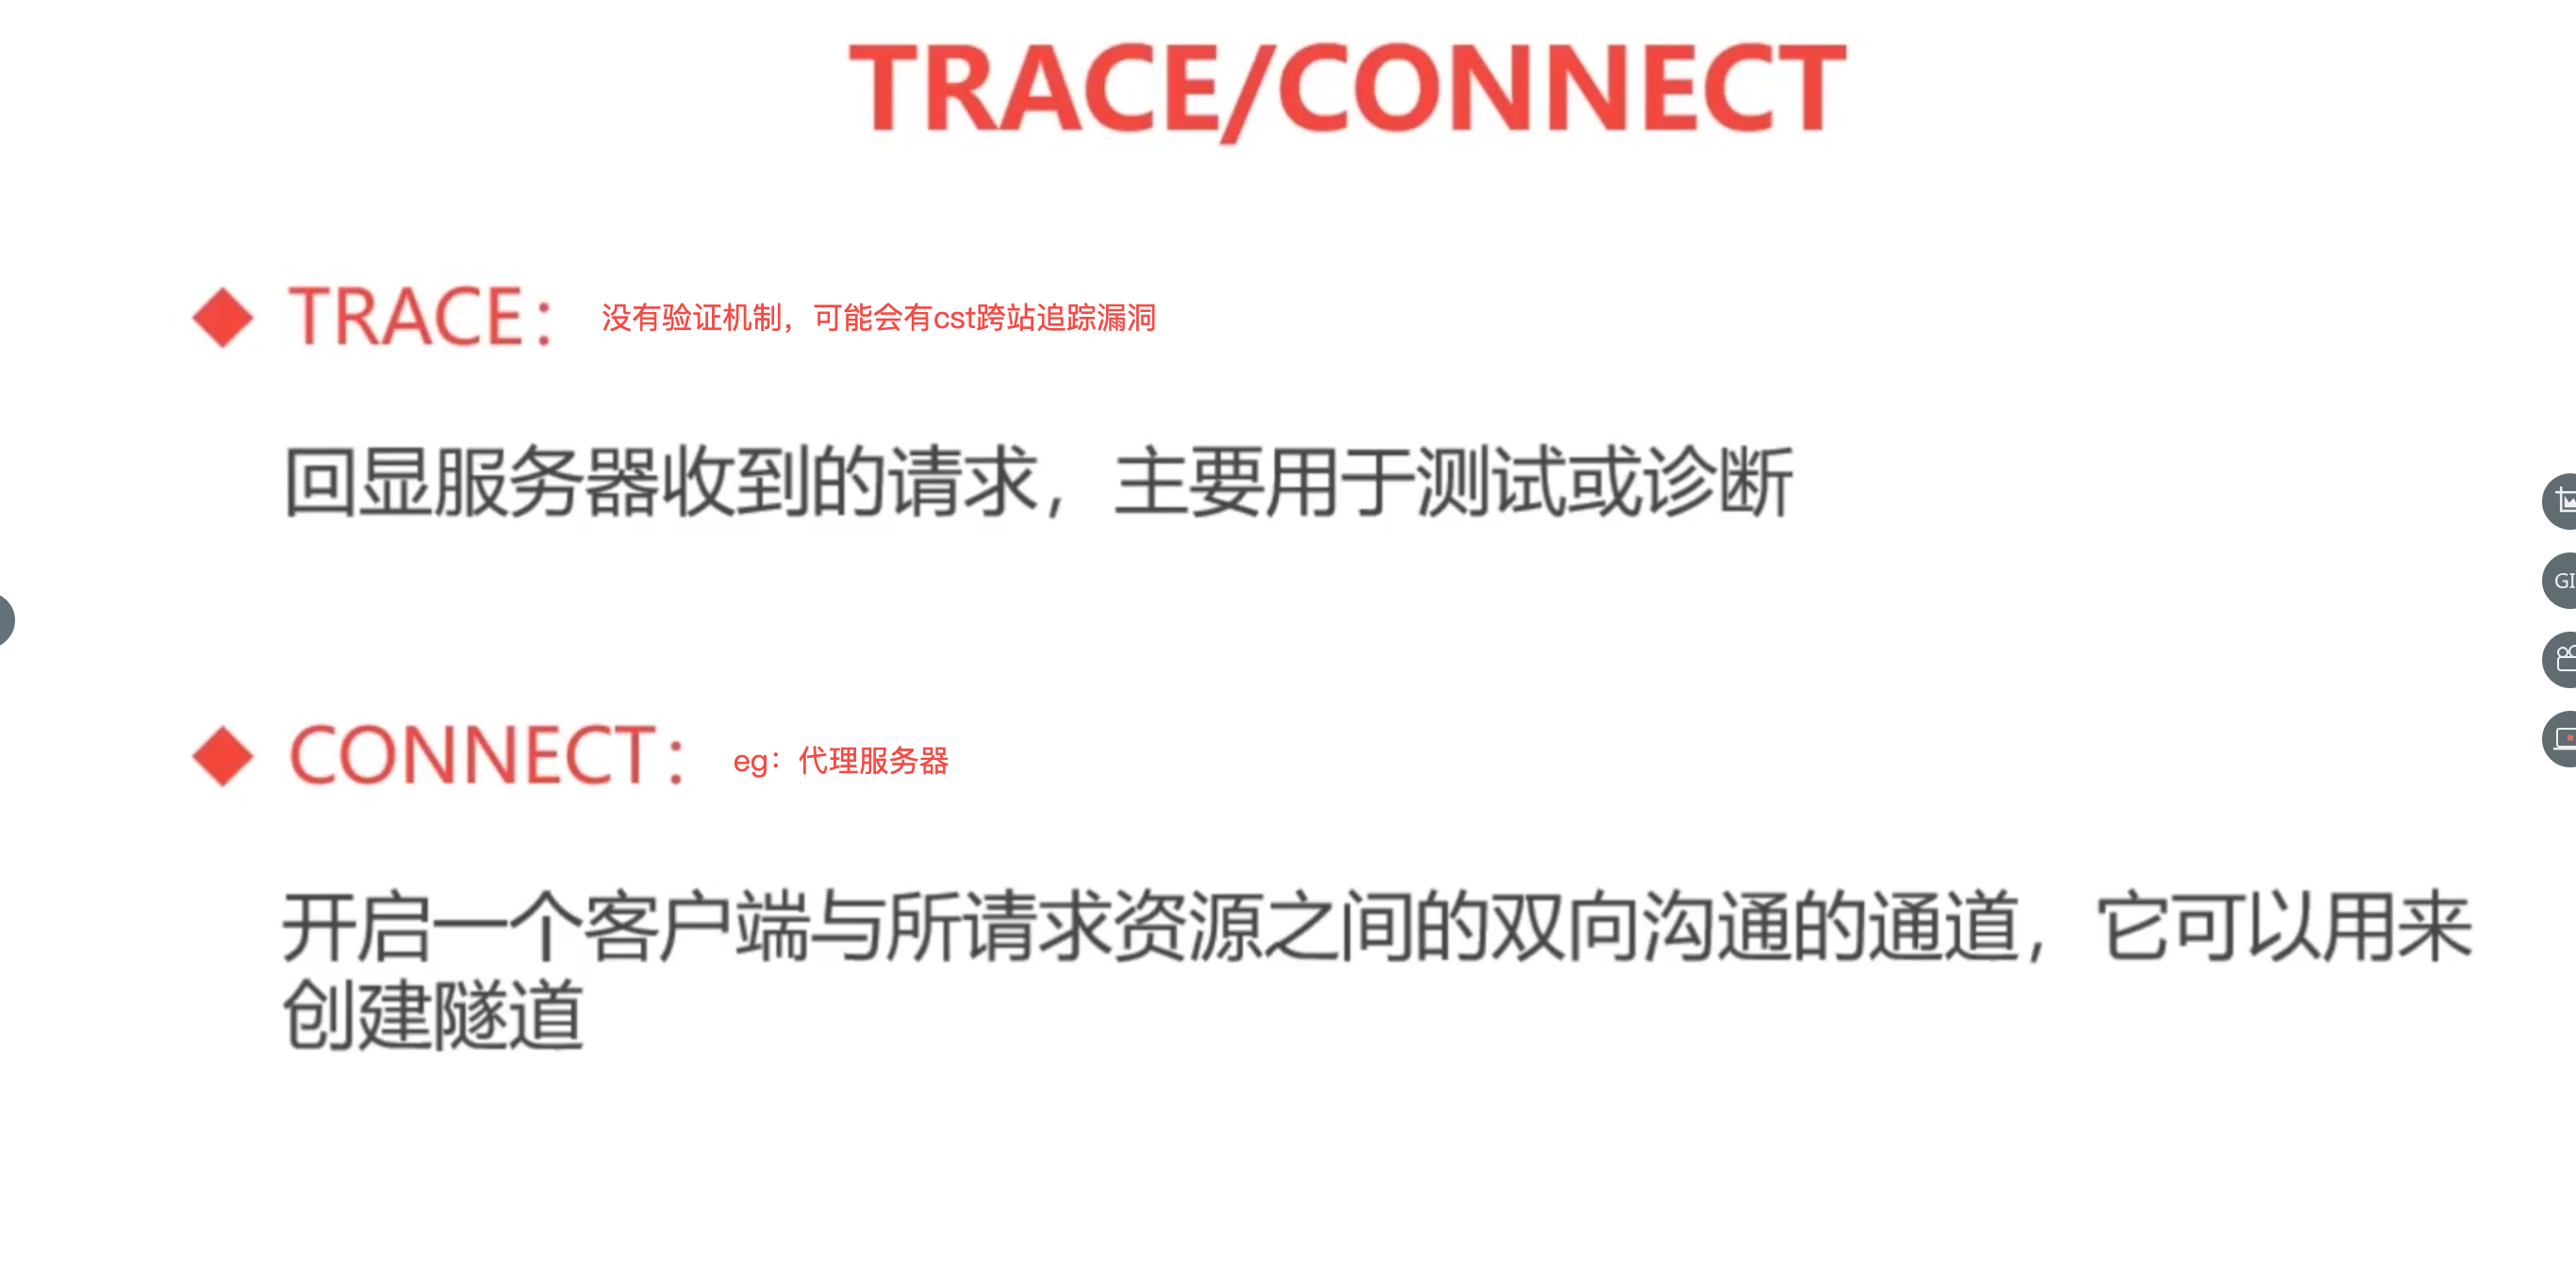 TRACE/CONNECT
TRACE： 没有验证机制，可能会有cst跨站追踪漏洞
回显服务器收到的请求，主要用于测试或诊断
CONNECT： eg：代理服务器
开启一个客户端与所请求资源之间的双向沟通的通道，它可以用来
创建隧道
GI